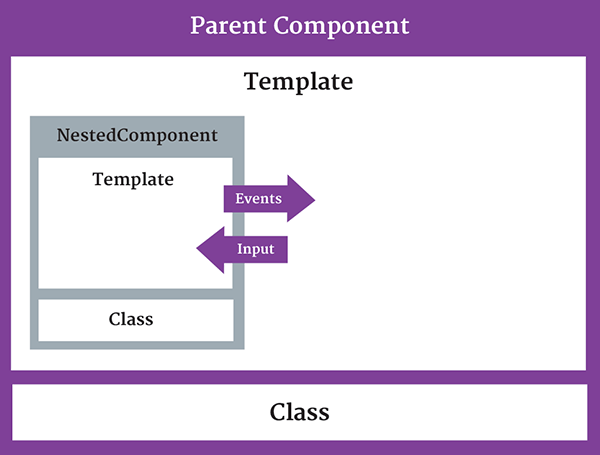 Parent Component
Template
NestedComponent
Template
Events
Input
Class
Class